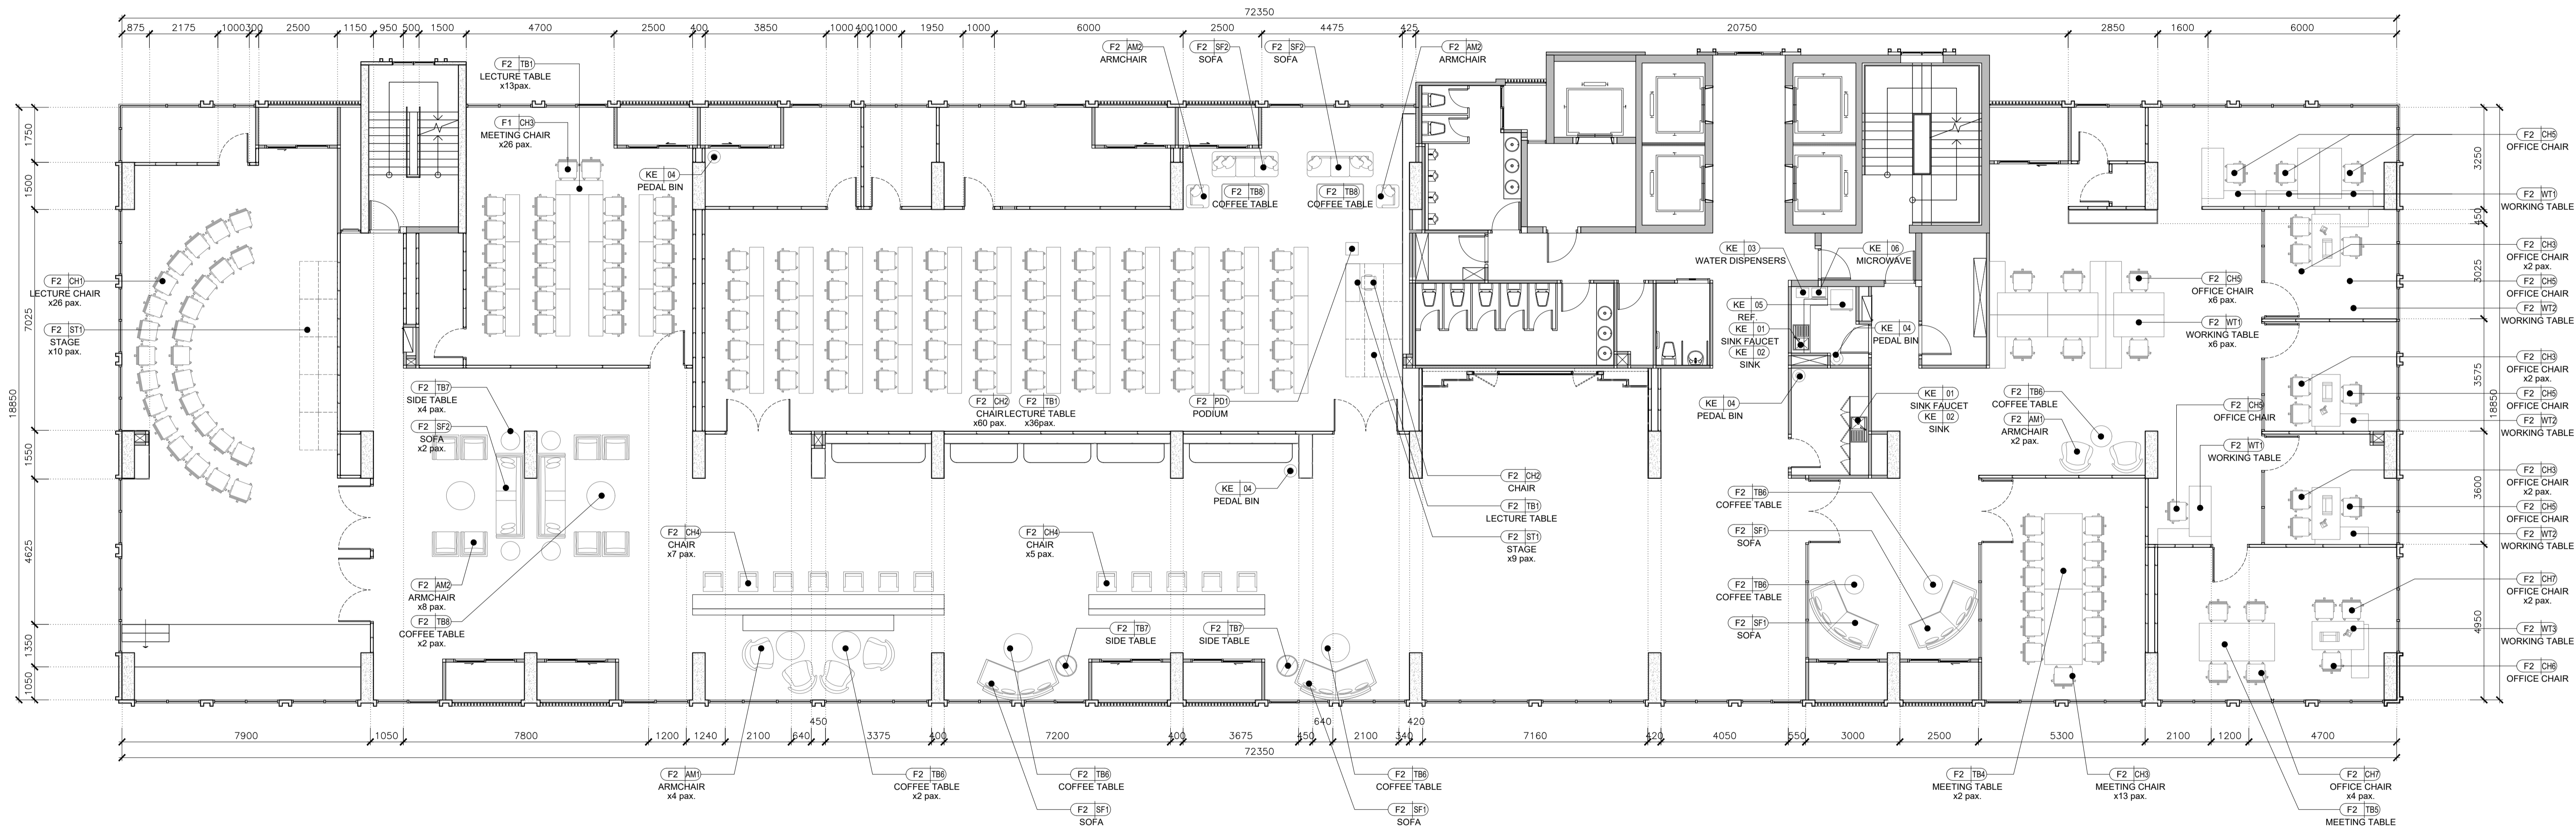 72350
875 2175 1000 300 2500 1150 950 500 1500 4700 2500 400 3850 1000 400 1000 1950 1000 6000 2500 4475 425 20750 2850 1600 6000
F2 TB1
LECTURE TABLE
x13pax.
F2 AM2
ARMCHAIR
F2 SF2
SOFA
F2 SF2
SOFA
F2 AM2
ARMCHAIR
F1 CH3
MEETING CHAIR
x26 pax.
KE 04
PEDAL BIN
F2 TB8
COFFEE TABLE
F2 TB8
COFFEE TABLE
18850
1750
1500
7025
1550
4625
1350
1050
F2 CH1
LECTURE CHAIR
x26 pax.
F2 ST1
STAGE
x10 pax.
F2 TB7
SIDE TABLE
x4 pax.
F2 SF2
SOFA
x2 pax.
F2 AM2
ARMCHAIR
x8 pax.
F2 TB8
COFFEE TABLE
x2 pax.
F2 CH2
CHAIR
x60 pax.
F2 TB1
LECTURE TABLE
x36pax.
F2 PD1
PODIUM
KE 04
PEDAL BIN
F2 CH2
CHAIR
F2 TB1
LECTURE TABLE
F2 ST1
STAGE
x9 pax.
F2 CH4
CHAIR
x7 pax.
F2 CH4
CHAIR
x5 pax.
F2 TB7
SIDE TABLE
F2 TB7
SIDE TABLE
KE 03
WATER DISPENSERS
KE 06
MICROWAVE
KE 05
REF.
KE 01
SINK FAUCET
KE 02
SINK
KE 04
PEDAL BIN
KE 04
PEDAL BIN
KE 01
SINK FAUCET
KE 02
SINK
F2 CH5
OFFICE CHAIR
x6 pax.
F2 WT1
WORKING TABLE
x6 pax.
F2 TB6
COFFEE TABLE
F2 AM1
ARMCHAIR
x2 pax.
F2 CH5
OFFICE CHAIR
F2 WT1
WORKING TABLE
F2 TB6
COFFEE TABLE
F2 SF1
SOFA
F2 TB6
COFFEE TABLE
F2 SF1
SOFA
F2 CH5
OFFICE CHAIR
F2 WT1
WORKING TABLE
F2 CH3
OFFICE CHAIR
x2 pax.
F2 CH5
OFFICE CHAIR
F2 WT2
WORKING TABLE
F2 CH3
OFFICE CHAIR
x2 pax.
F2 CH5
OFFICE CHAIR
F2 WT2
WORKING TABLE
F2 CH3
OFFICE CHAIR
x2 pax.
F2 CH5
OFFICE CHAIR
F2 WT2
WORKING TABLE
F2 CH7
OFFICE CHAIR
x2 pax.
F2 WT3
WORKING TABLE
F2 CH6
OFFICE CHAIR
3250
450
3025
3575
3600
4950
18850
450 640 420
7900 1050 7800 1200 1240 2100 640 3375 400 7200 400 3675 450 2100 340 7160 420 4050 550 3000 2500 5300 2100 1200 4700
72350
F2 AM1
ARMCHAIR
x4 pax.
F2 TB6
COFFEE TABLE
x2 pax.
F2 TB6
COFFEE TABLE
F2 SF1
SOFA
F2 TB6
COFFEE TABLE
F2 SF1
SOFA
F2 TB4
MEETING TABLE
x2 pax.
F2 CH3
MEETING CHAIR
x13 pax.
F2 CH7
OFFICE CHAIR
x4 pax.
F2 TB5
MEETING TABLE